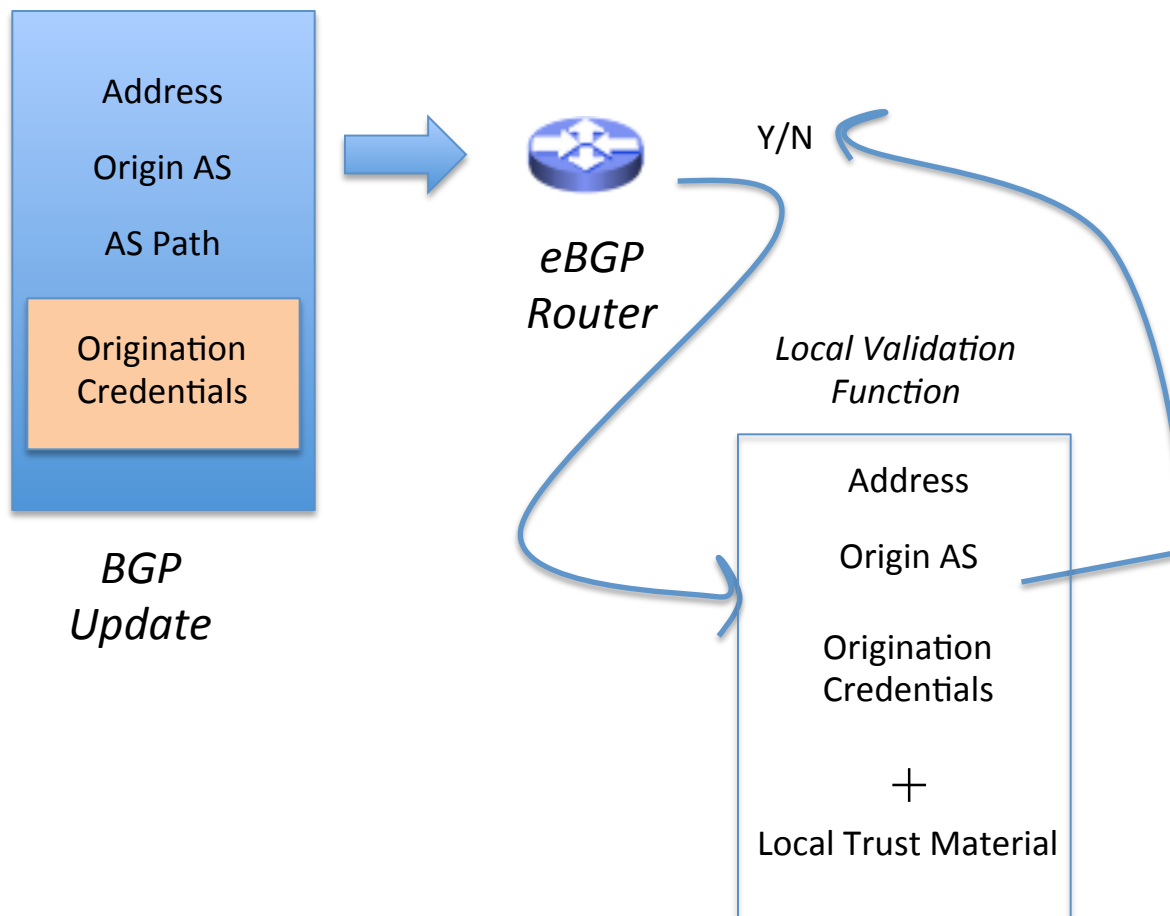 Address
Origin AS
AS Path
Origination
Credentials
BGP
Update
eBGP
Router
Y/N
Local Validation
Function
Address
Origin AS
Origination
Credentials
+
Local Trust Material